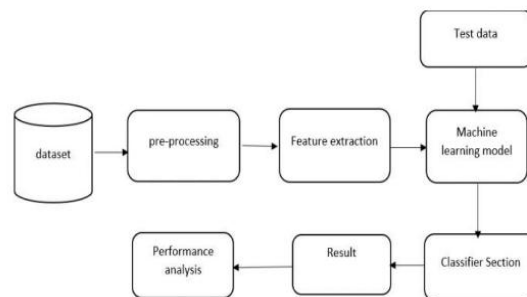 Test data
dataset
pre-processing
Feature extraction
Machine
learning model
Performance
analysis
Result
Classifier Section